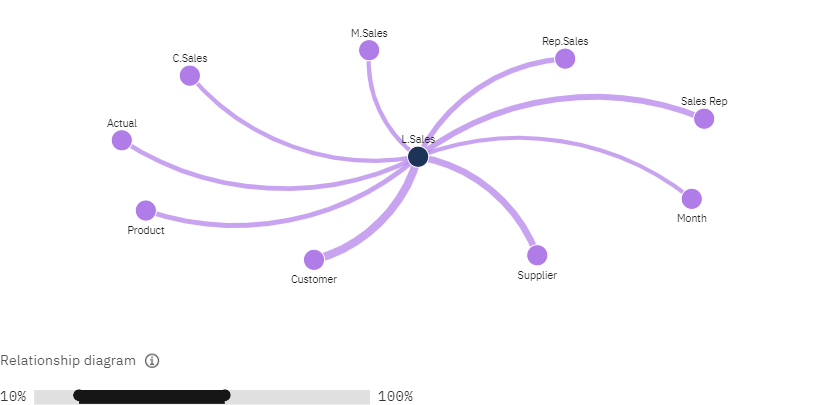 M.Sales
Rep.Sales
C.Sales
Sales Rep
Actual
L.Sales
Month
Product
Supplier
Customer
Relationship diagram
10% 100%